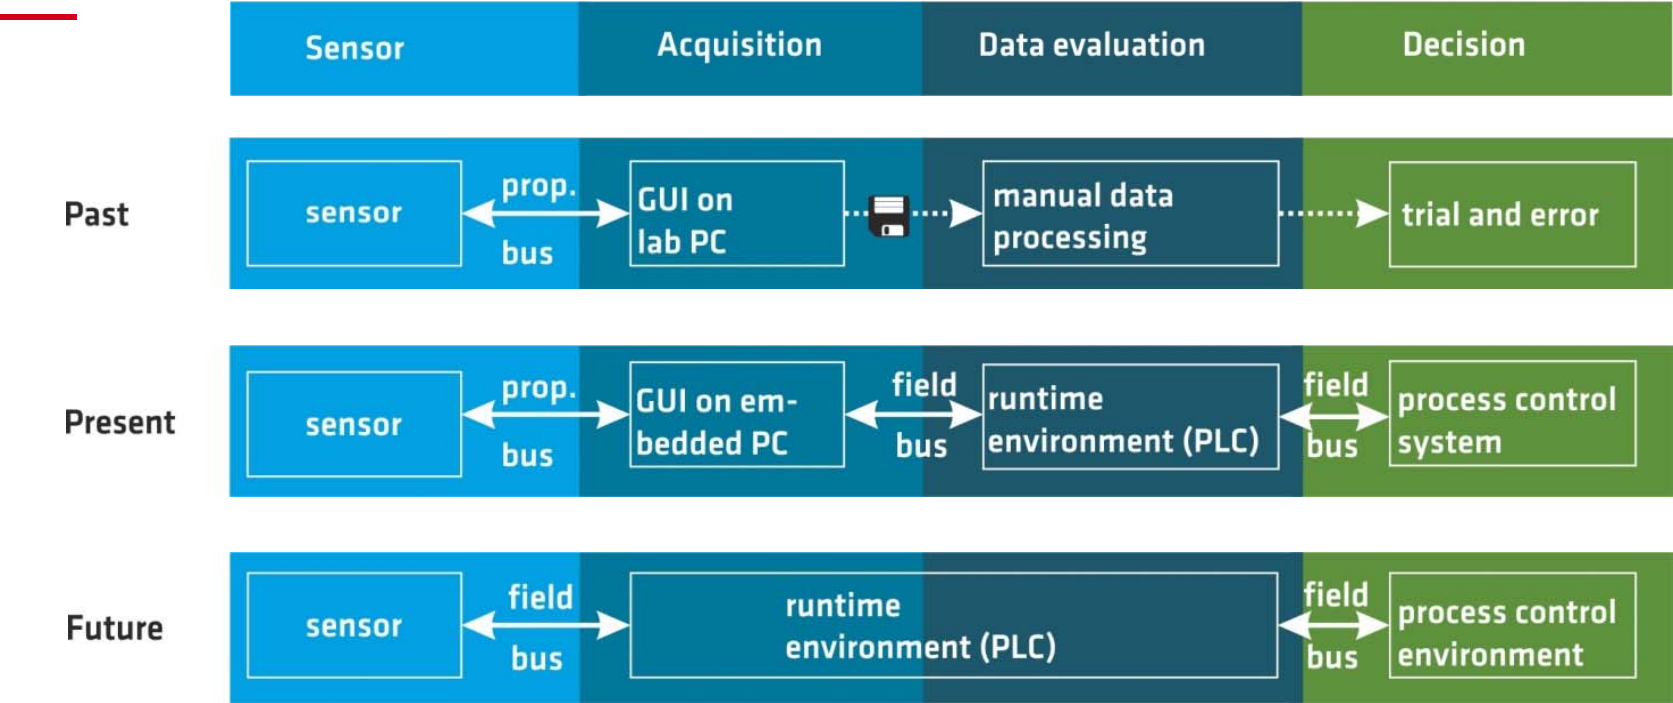 Sensor
Acquisition
Data evaluation
Decision
Past
sensor
prop.
bus
GUI on
lab PC
manual data
processing
trial and error
Present
sensor
prop.
bus
GUI on em-
bedded PC
field
bus
runtime
environment (PLC)
field
bus
process control
system
Future
sensor
field
bus
runtime
environment (PLC)
field
bus
process control
environment